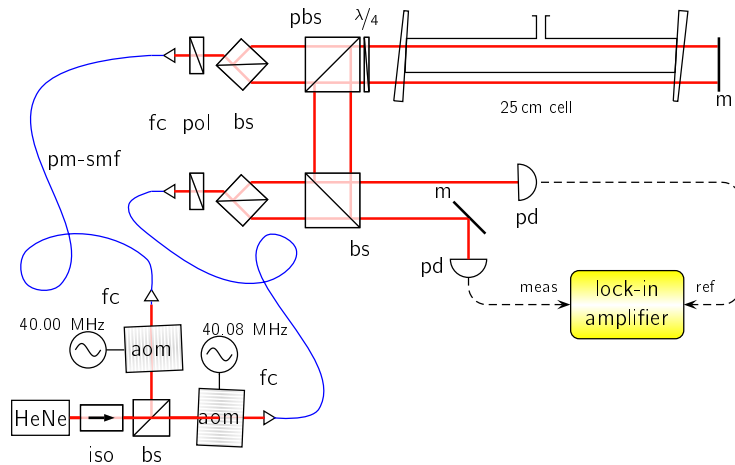 pbs
λ/4
fc
pol
bs
25 cm cell
m
pm-smf
m
pd
bs
pd
meas
ref
lock-in
amplifier
fc
40.00 MHz
40.08 MHz
aom
fc
HeNe
aom
iso
bs